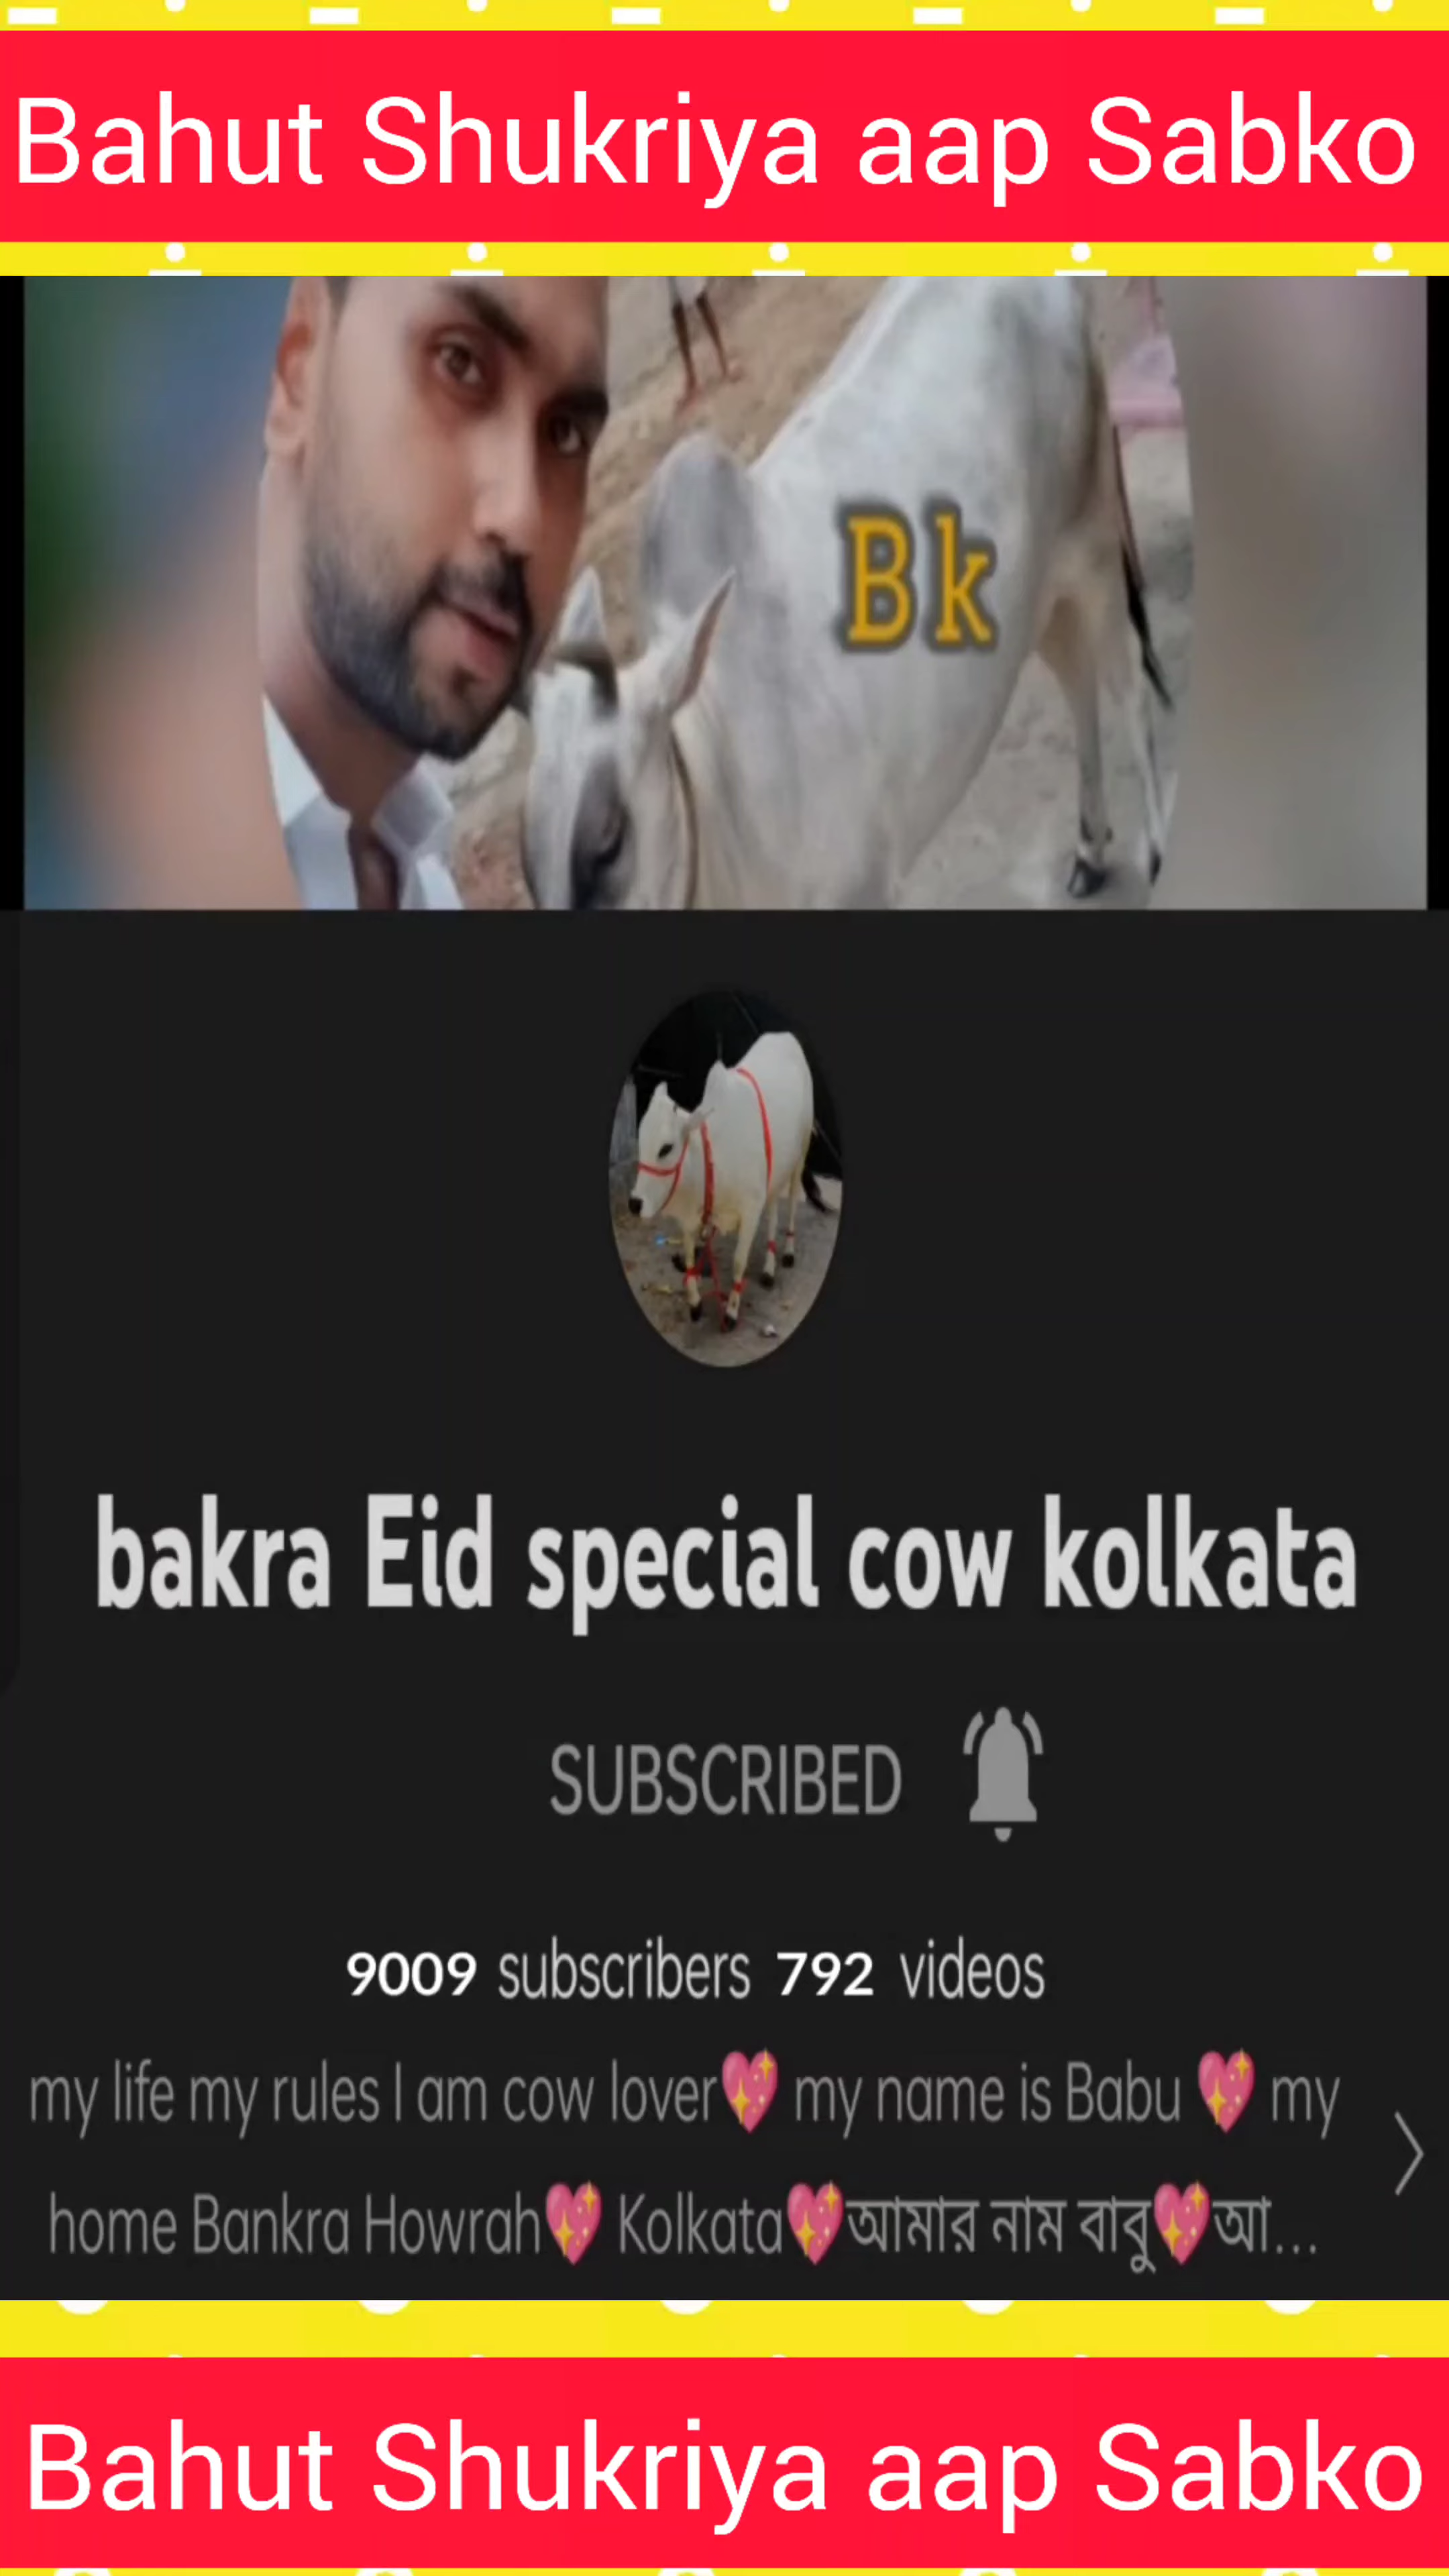 Bahut Shukriya aap Sabko
Bk
bakra Eid special cow kolkata
SUBSCRIBED
9009 subscribers 792 videos
my life my rules I am cow lover💖 my name is Babu 💖 my
home Bankra Howrah💖 Kolkata💖আমার নাম বাবু💖আ...
Bahut Shukriya aap Sabko